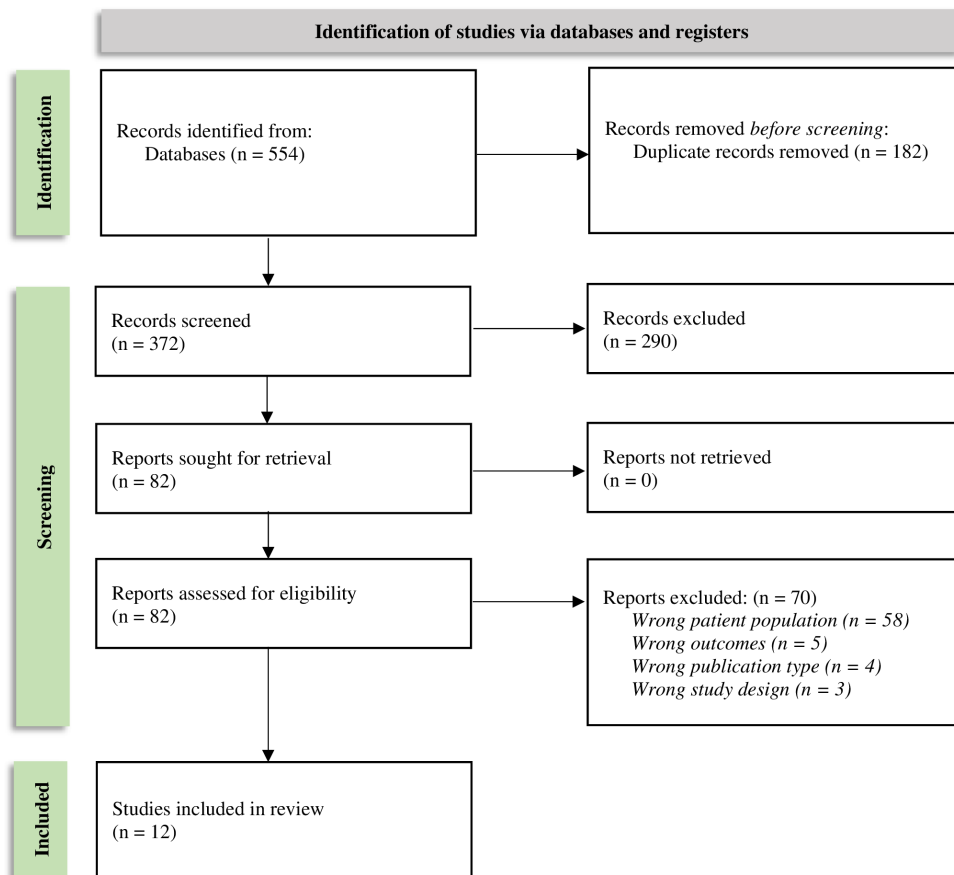 Identification of studies via databases and registers
Identification
Records identified from:
Databases (n = 554)
Records removed before screening:
Duplicate records removed (n = 182)
Screening
Records screened
(n = 372)
Records excluded
(n = 290)
Reports sought for retrieval
(n = 82)
Reports not retrieved
(n = 0)
Reports assessed for eligibility
(n = 82)
Reports excluded: (n = 70)
Wrong patient population (n = 58)
Wrong outcomes (n = 5)
Wrong publication type (n = 4)
Wrong study design (n = 3)
Included
Studies included in review
(n = 12)